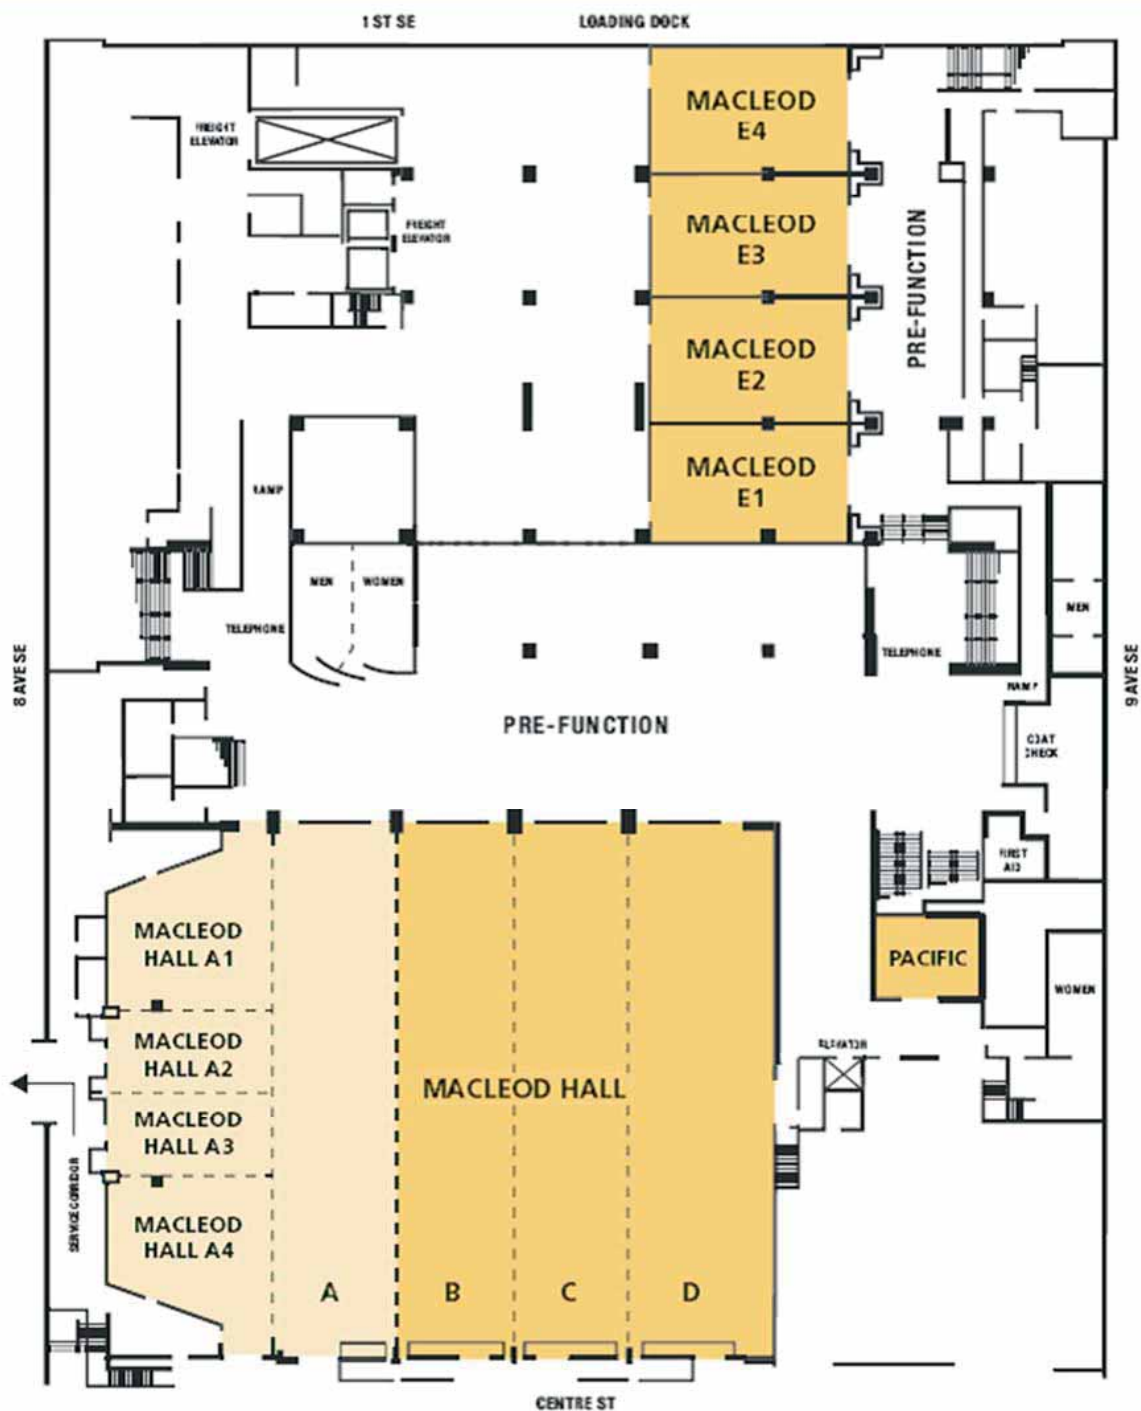 1 ST SE
LOADING DOCK
MACLEOD
E4
FREIGHT
ELEVATOR
FREIGHT
ELEVATOR
MACLEOD
E3
PRE-FUNCTION
MACLEOD
E2
MACLEOD
E1
RAMP
MEN
WOMEN
MEN
TELEPHONE
TELEPHONE
8 AVE SE
9 AVE SE
RAMP
PRE-FUNCTION
COAT
CHECK
FIRST
AID
MACLEOD
HALL A1
PACIFIC
WOMEN
MACLEOD
HALL A2
ELEVATOR
MACLEOD HALL
MACLEOD
HALL A3
SERVICE CORRIDOR
MACLEOD
HALL A4
A
B
C
D
CENTRE ST